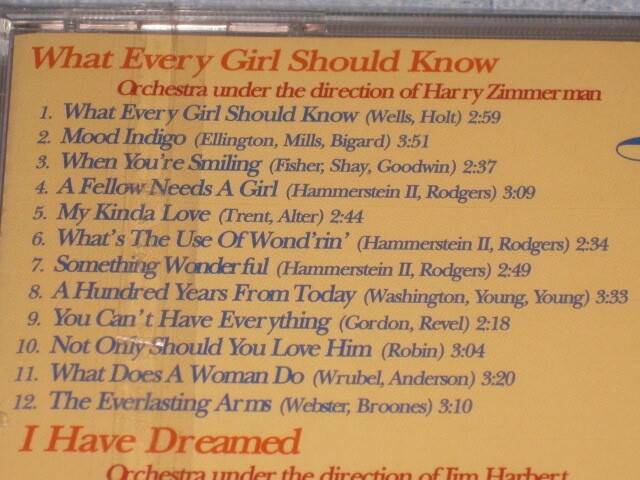 What Every Girl Should Know
Orchestra under the direction of Harry Zimmerman
1. What Every Girl Should Know (Wells, Holt) 2:59
2. Mood Indigo (Ellington, Mills, Bigard) 3:51
3. When You're Smiling (Fisher, Shay, Goodwin) 2:37
4. A Fellow Needs A Girl (Hammerstein II, Rodgers) 3:09
5. My Kinda Love (Trent, Alter) 2:44
6. What's The Use Of Wond'rin' (Hammerstein II, Rodgers) 2:34
7. Something Wonderful (Hammerstein II, Rodgers) 2:49
8. A Hundred Years From Today (Washington, Young, Young) 3:33
9. You Can't Have Everything (Gordon, Revel) 2:18
10. Not Only Should You Love Him (Robin) 3:04
11. What Does A Woman Do (Wrubel, Anderson) 3:20
12. The Everlasting Arms (Webster, Broones) 3:10
I Have Dreamed
Orchestra under the direction of Jim Harbert